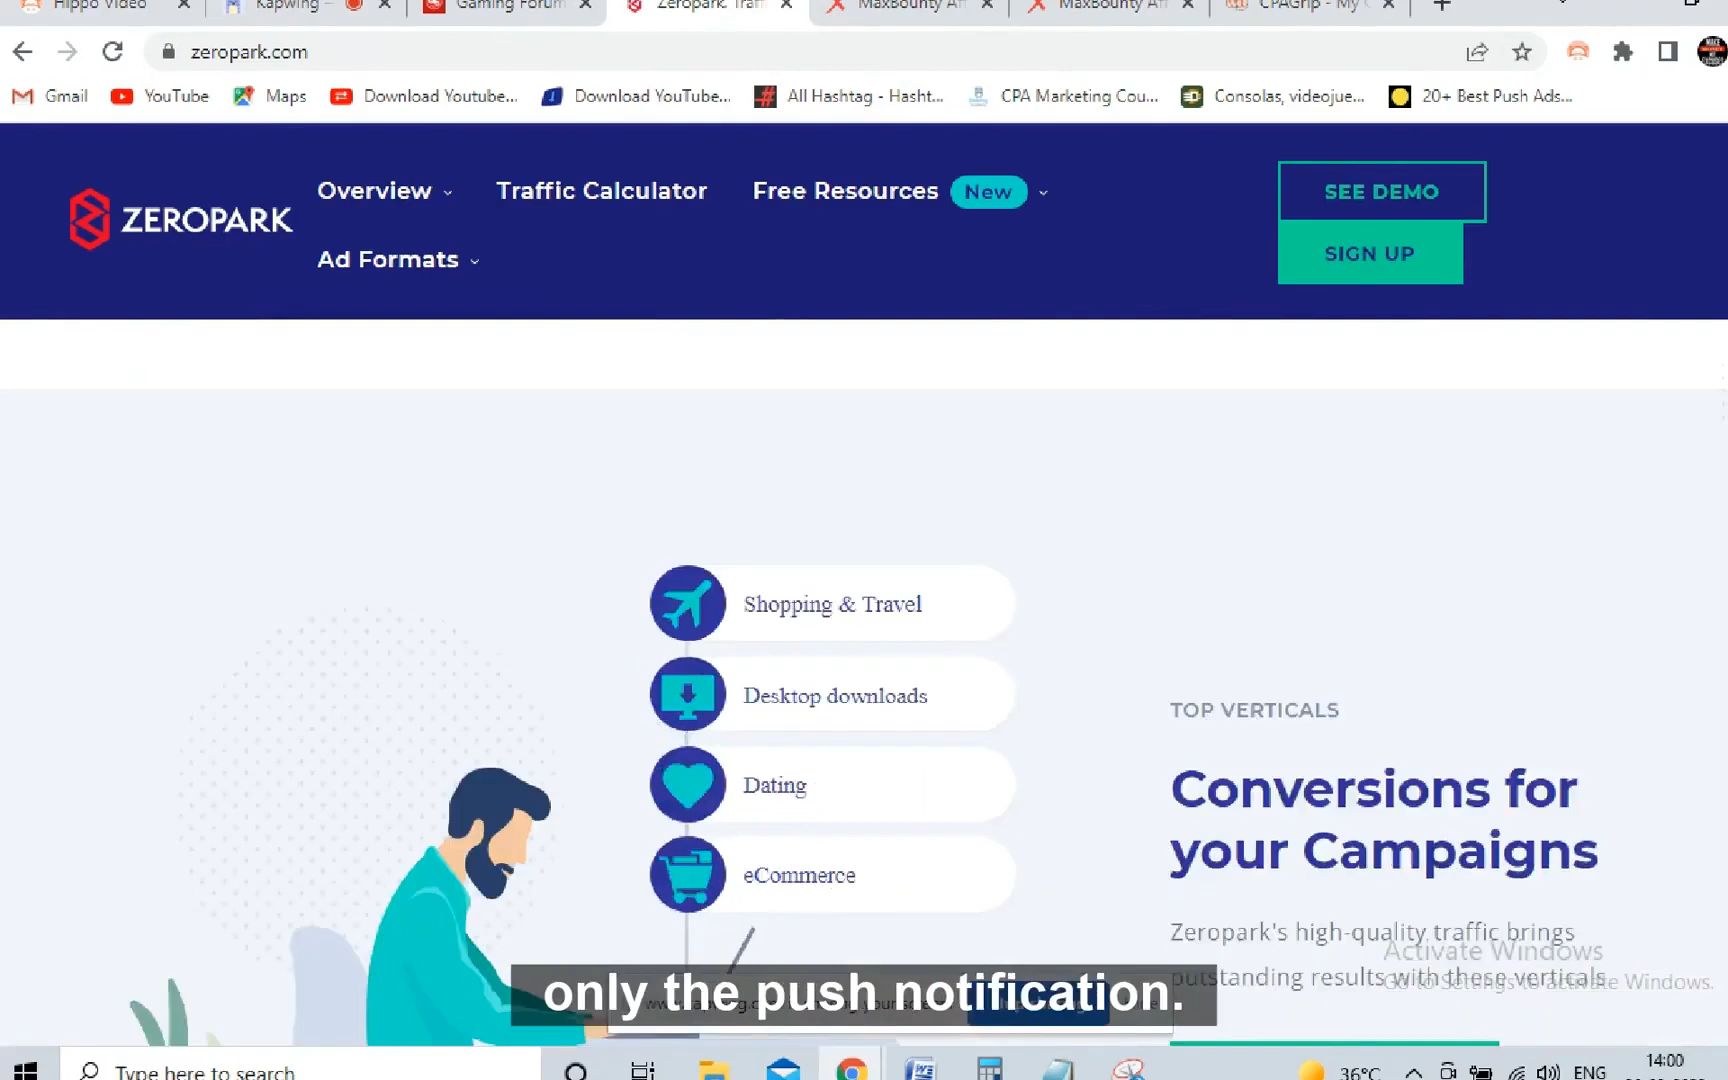 Hippo Video
Kapwing –
Gaming Forum
Zeropark. Traf
MaxBounty Aff
MaxBounty Aff
CPAGrip - My C
zeropark.com
Gmail
YouTube
Maps
Download Youtube...
Download YouTube...
All Hashtag - Hasht...
CPA Marketing Cou...
Consolas, videojue...
20+ Best Push Ads...
ZEROPARK
Overview
Traffic Calculator
Free Resources New
Ad Formats
SEE DEMO
SIGN UP
Shopping & Travel
Desktop downloads
Dating
eCommerce
TOP VERTICALS
Conversions for
your Campaigns
Zeropark's high-quality traffic brings
outstanding results with these verticals
Activate Windows
Go to Settings to activate Windows.
only the push notification.
Type here to search
36°C
ENG
14:00